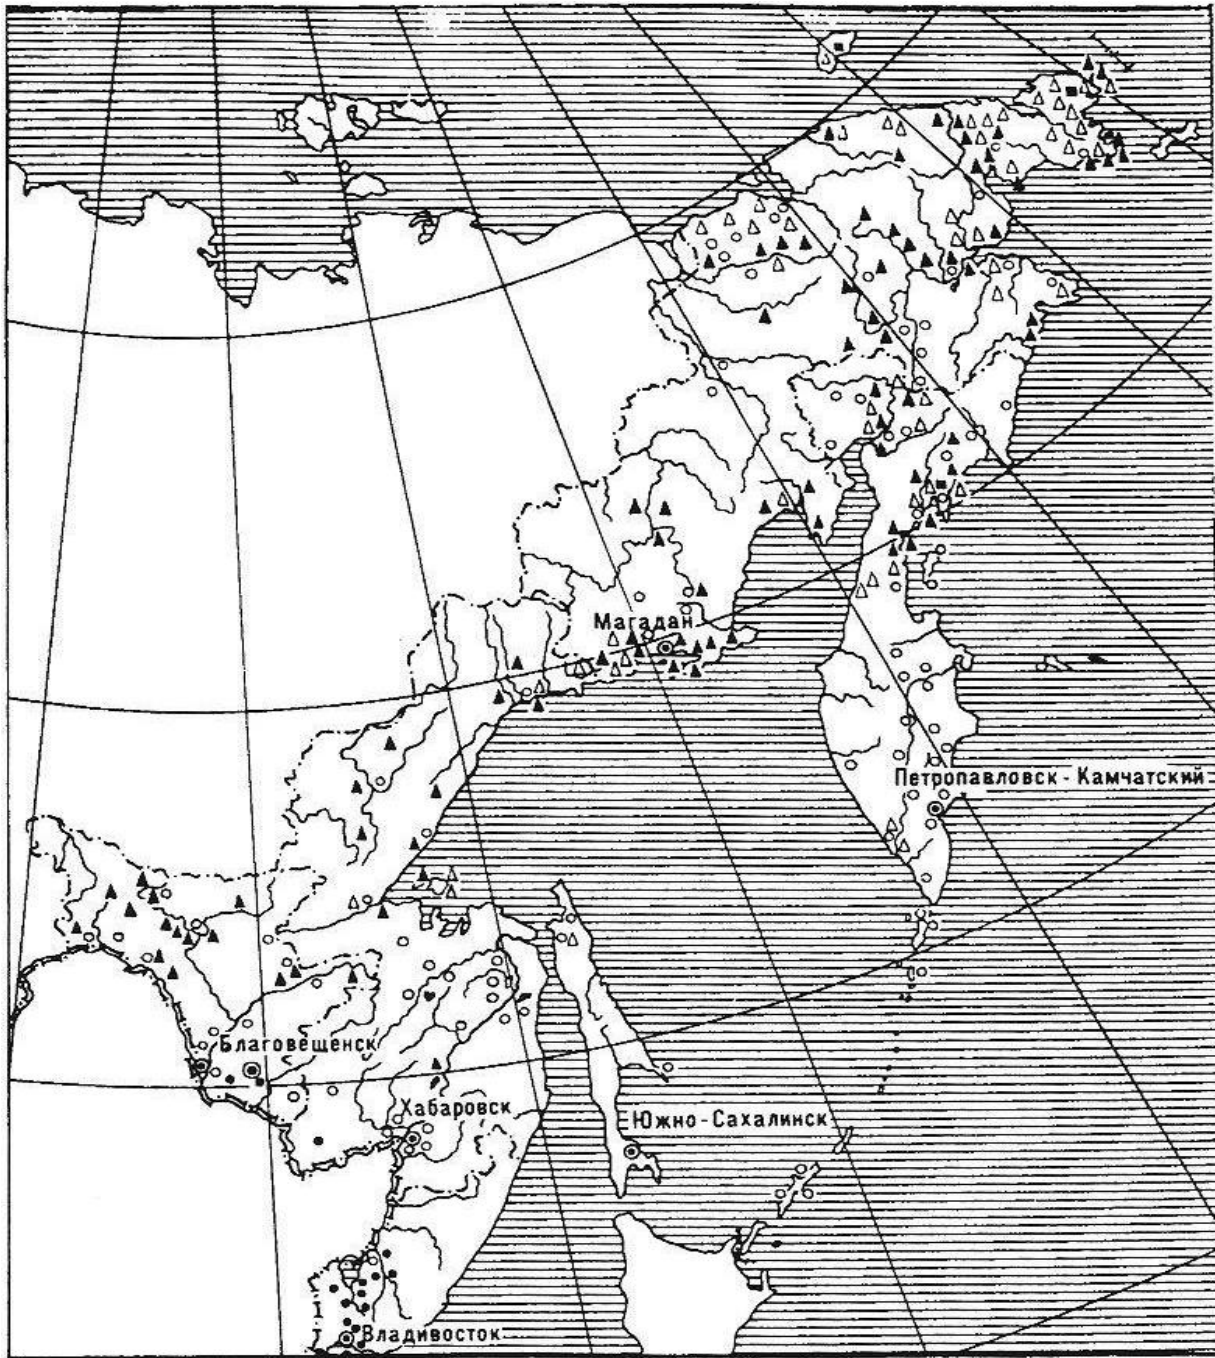 Магадан
Петропавловск-Камчатский
Благовещенск
Хабаровск
Южно-Сахалинск
Владивосток